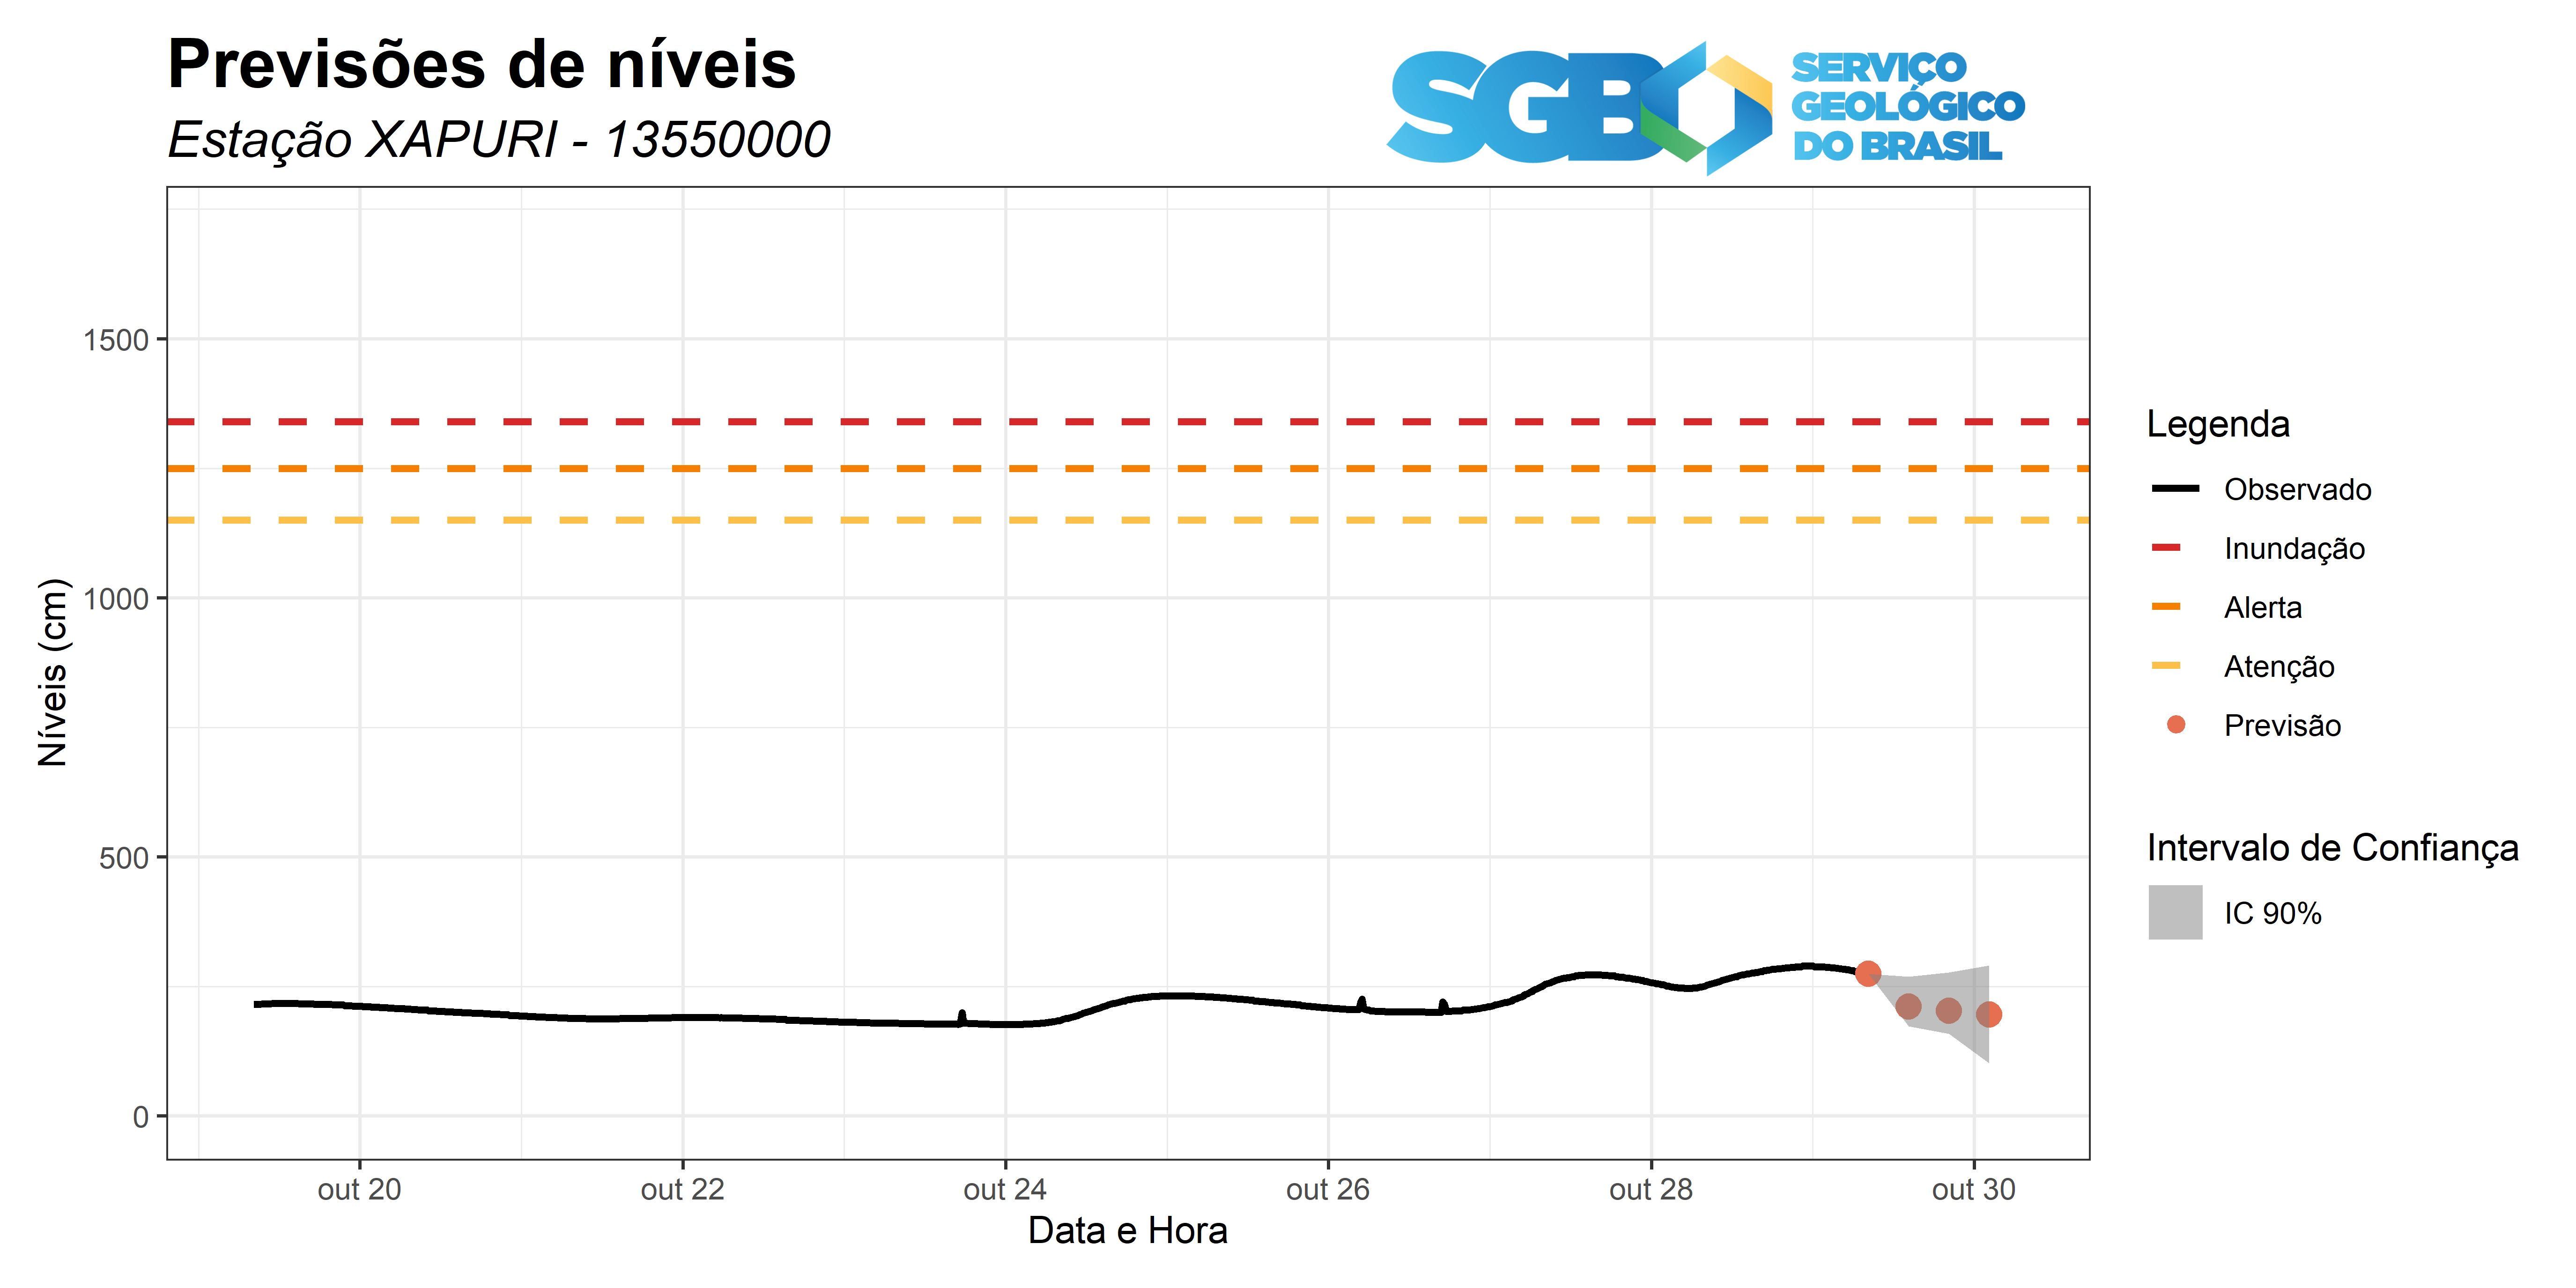 Previsões de níveis
Estação XAPURI - 13550000
SGB
SERVIÇO
GEOLÓGICO
DO BRASIL
Níveis (cm)
1500
1000
500
0
out 20
out 22
out 24
out 26
out 28
out 30
Data e Hora
Legenda
Observado
Inundação
Alerta
Atenção
Previsão
Intervalo de Confiança
IC 90%